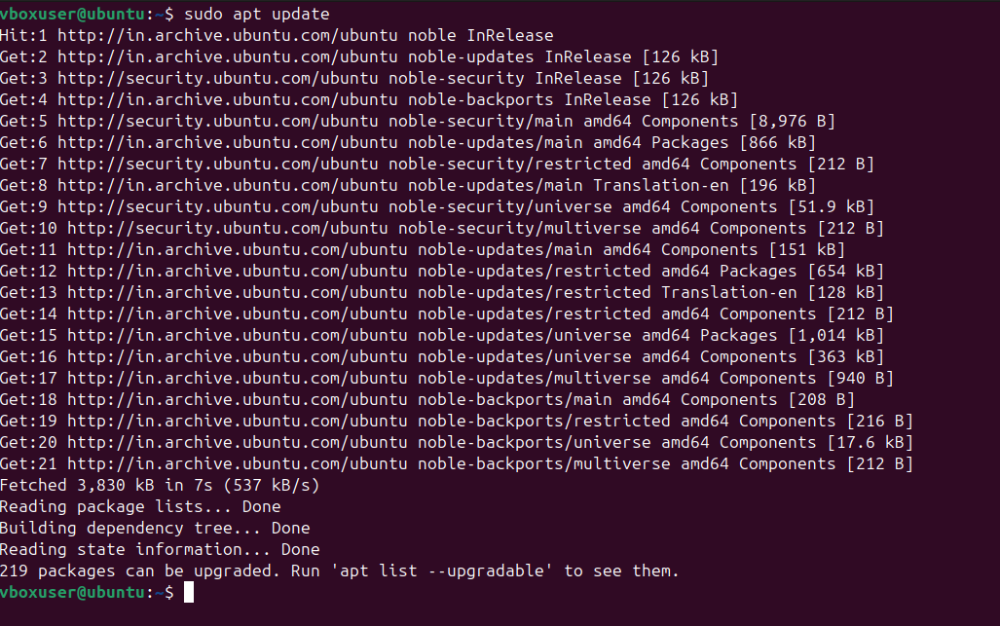 vboxuser@ubuntu:~$ sudo apt update
Hit:1 http://in.archive.ubuntu.com/ubuntu noble InRelease
Get:2 http://in.archive.ubuntu.com/ubuntu noble-updates InRelease [126 kB]
Get:3 http://security.ubuntu.com/ubuntu noble-security InRelease [126 kB]
Get:4 http://in.archive.ubuntu.com/ubuntu noble-backports InRelease [126 kB]
Get:5 http://security.ubuntu.com/ubuntu noble-security/main amd64 Components [8,976 B]
Get:6 http://in.archive.ubuntu.com/ubuntu noble-updates/main amd64 Packages [866 kB]
Get:7 http://security.ubuntu.com/ubuntu noble-security/restricted amd64 Components [212 B]
Get:8 http://in.archive.ubuntu.com/ubuntu noble-updates/main Translation-en [196 kB]
Get:9 http://security.ubuntu.com/ubuntu noble-security/universe amd64 Components [51.9 kB]
Get:10 http://security.ubuntu.com/ubuntu noble-security/multiverse amd64 Components [212 B]
Get:11 http://in.archive.ubuntu.com/ubuntu noble-updates/main amd64 Components [151 kB]
Get:12 http://in.archive.ubuntu.com/ubuntu noble-updates/restricted amd64 Packages [654 kB]
Get:13 http://in.archive.ubuntu.com/ubuntu noble-updates/restricted Translation-en [128 kB]
Get:14 http://in.archive.ubuntu.com/ubuntu noble-updates/restricted amd64 Components [212 B]
Get:15 http://in.archive.ubuntu.com/ubuntu noble-updates/universe amd64 Packages [1,014 kB]
Get:16 http://in.archive.ubuntu.com/ubuntu noble-updates/universe amd64 Components [363 kB]
Get:17 http://in.archive.ubuntu.com/ubuntu noble-updates/multiverse amd64 Components [940 B]
Get:18 http://in.archive.ubuntu.com/ubuntu noble-backports/main amd64 Components [208 B]
Get:19 http://in.archive.ubuntu.com/ubuntu noble-backports/restricted amd64 Components [216 B]
Get:20 http://in.archive.ubuntu.com/ubuntu noble-backports/universe amd64 Components [17.6 kB]
Get:21 http://in.archive.ubuntu.com/ubuntu noble-backports/multiverse amd64 Components [212 B]
Fetched 3,830 kB in 7s (537 kB/s)
Reading package lists... Done
Building dependency tree... Done
Reading state information... Done
219 packages can be upgraded. Run 'apt list --upgradable' to see them.
vboxuser@ubuntu:~$